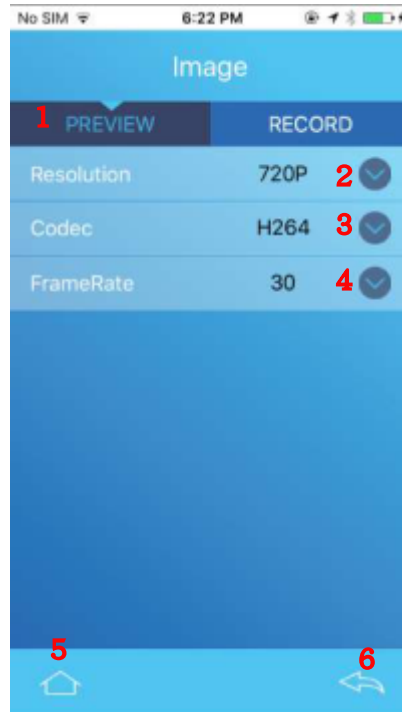 No SIM 6:22 PM
Image
1 PREVIEW RECORD
Resolution 720P 2
Codec H264 3
FrameRate 30 4
5 6